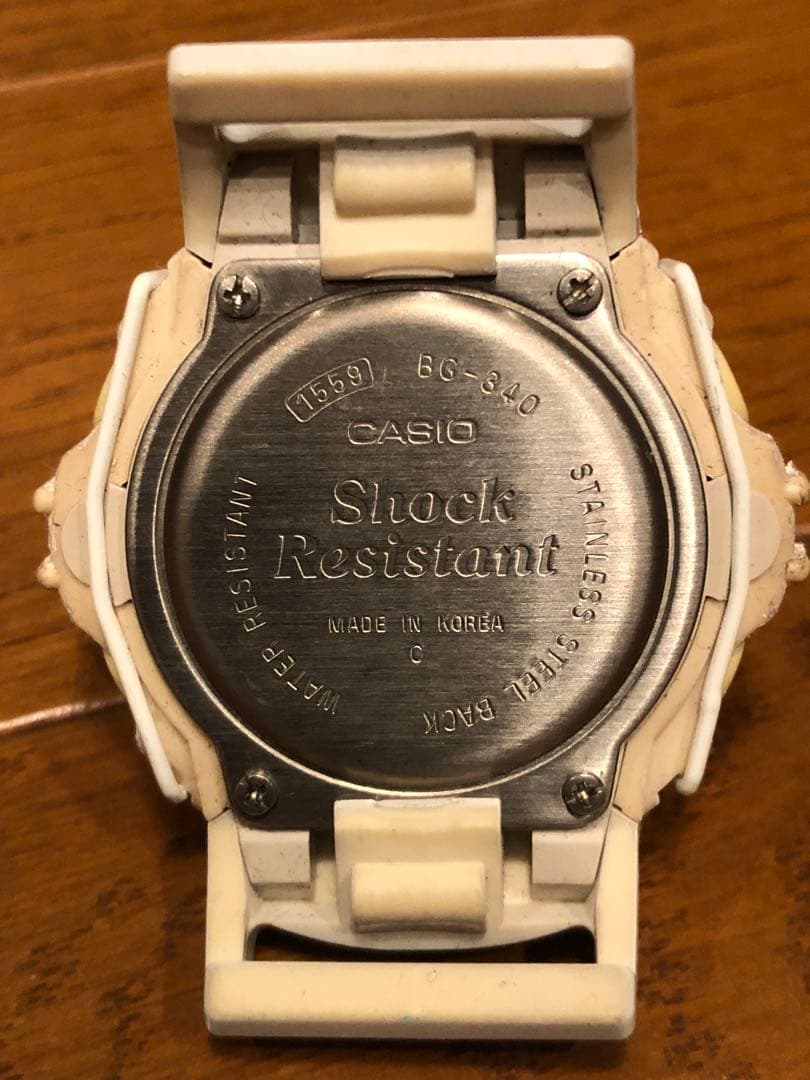 1559 BG-340
CASIO
Shock
Resistant
MADE IN KOREA
C
WATER RESISTANT
STAINLESS STEEL BACK